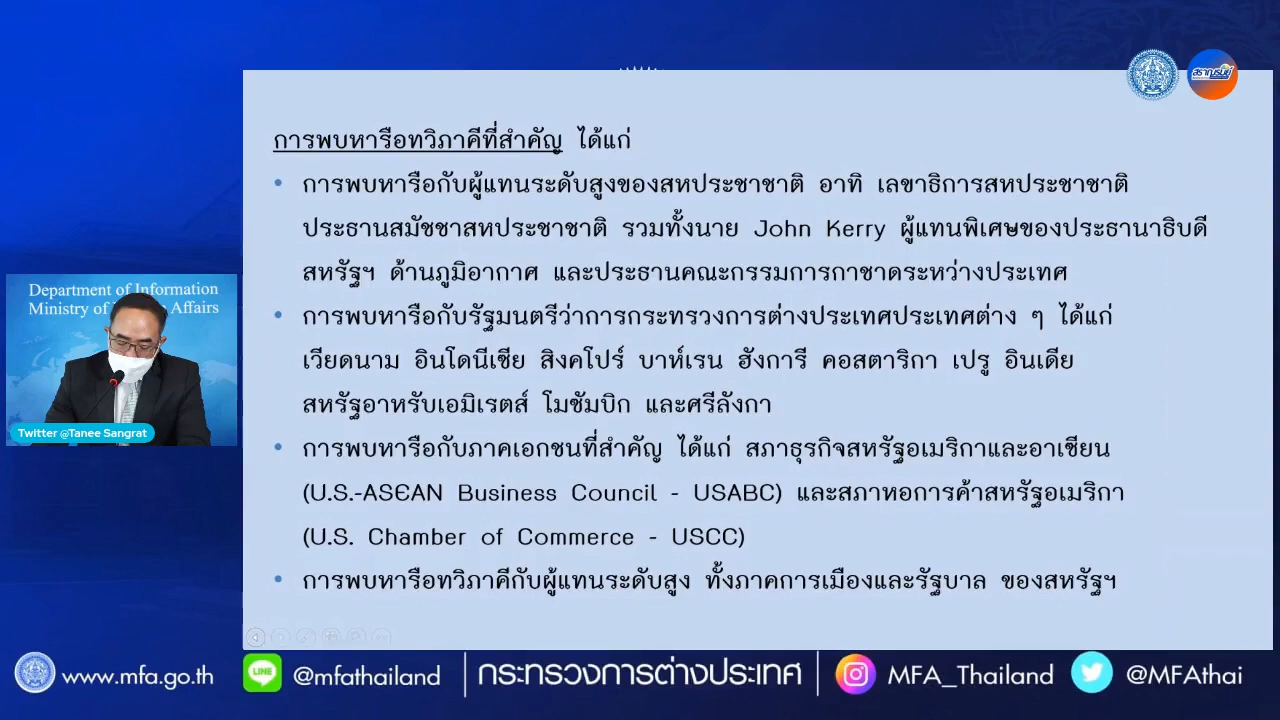 สราญรมย์
การพบหารือทวิภาคีที่สำคัญ ได้แก่
• การพบหารือกับผู้แทนระดับสูงของสหประชาชาติ อาทิ เลขาธิการสหประชาชาติ
ประธานสมัชชาสหประชาชาติ รวมทั้งนาย John Kerry ผู้แทนพิเศษของประธานาธิบดี
สหรัฐฯ ด้านภูมิอากาศ และประธานคณะกรรมการกาชาดระหว่างประเทศ
• การพบหารือกับรัฐมนตรีว่าการกระทรวงการต่างประเทศประเทศต่าง ๆ ได้แก่
เวียดนาม อินโดนีเซีย สิงคโปร์ บาห์เรน ฮังการี คอสตาริกา เปรู อินเดีย
สหรัฐอาหรับเอมิเรตส์ โมซัมบิก และศรีลังกา
• การพบหารือกับภาคเอกชนที่สำคัญ ได้แก่ สภาธุรกิจสหรัฐอเมริกาและอาเซียน
(U.S.-ASEAN Business Council - USABC) และสภาหอการค้าสหรัฐอเมริกา
(U.S. Chamber of Commerce - USCC)
• การพบหารือทวิภาคีกับผู้แทนระดับสูง ทั้งภาคการเมืองและรัฐบาล ของสหรัฐฯ
Department of Information
Ministry of Affairs
Twitter @Tanee Sangrat
www.mfa.go.th LINE @mfathailand กระทรวงการต่างประเทศ MFA_Thailand @MFAthai